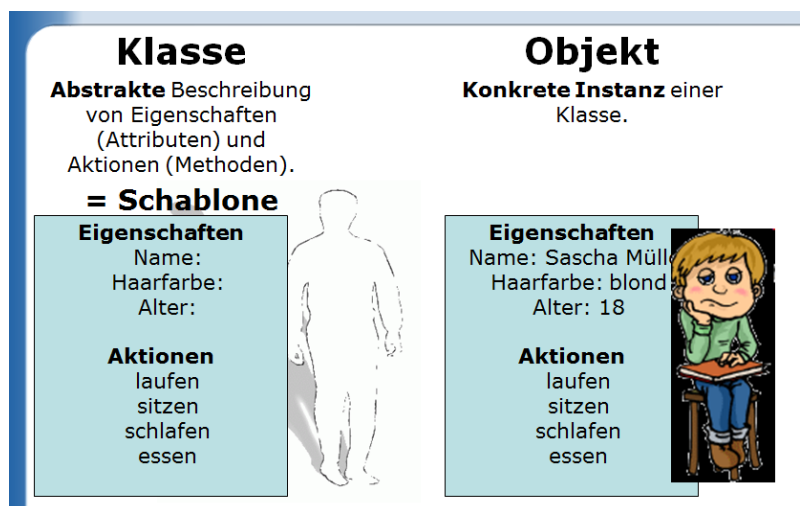 Klasse
Abstrakte Beschreibung
von Eigenschaften
(Attributen) und
Aktionen (Methoden).
= Schablone
Eigenschaften
Name:
Haarfarbe:
Alter:
Aktionen
laufen
sitzen
schlafen
essen
Objekt
Konkrete Instanz einer
Klasse.
Eigenschaften
Name: Sascha
Haarfarbe: blond
Alter: 18
Aktionen
laufen
sitzen
schlafen
essen